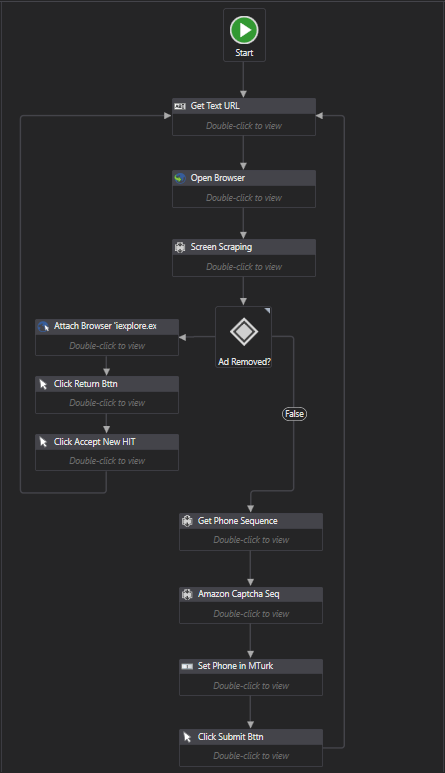 Start
Get Text URL
Double-click to view
Open Browser
Double-click to view
Screen Scraping
Double-click to view
Ad Removed?
Attach Browser 'iexplore.ex
Double-click to view
Click Return Bttn
Double-click to view
Click Accept New HIT
Double-click to view
False
Get Phone Sequence
Double-click to view
Amazon Captcha Seq
Double-click to view
Set Phone in MTurk
Double-click to view
Click Submit Bttn
Double-click to view